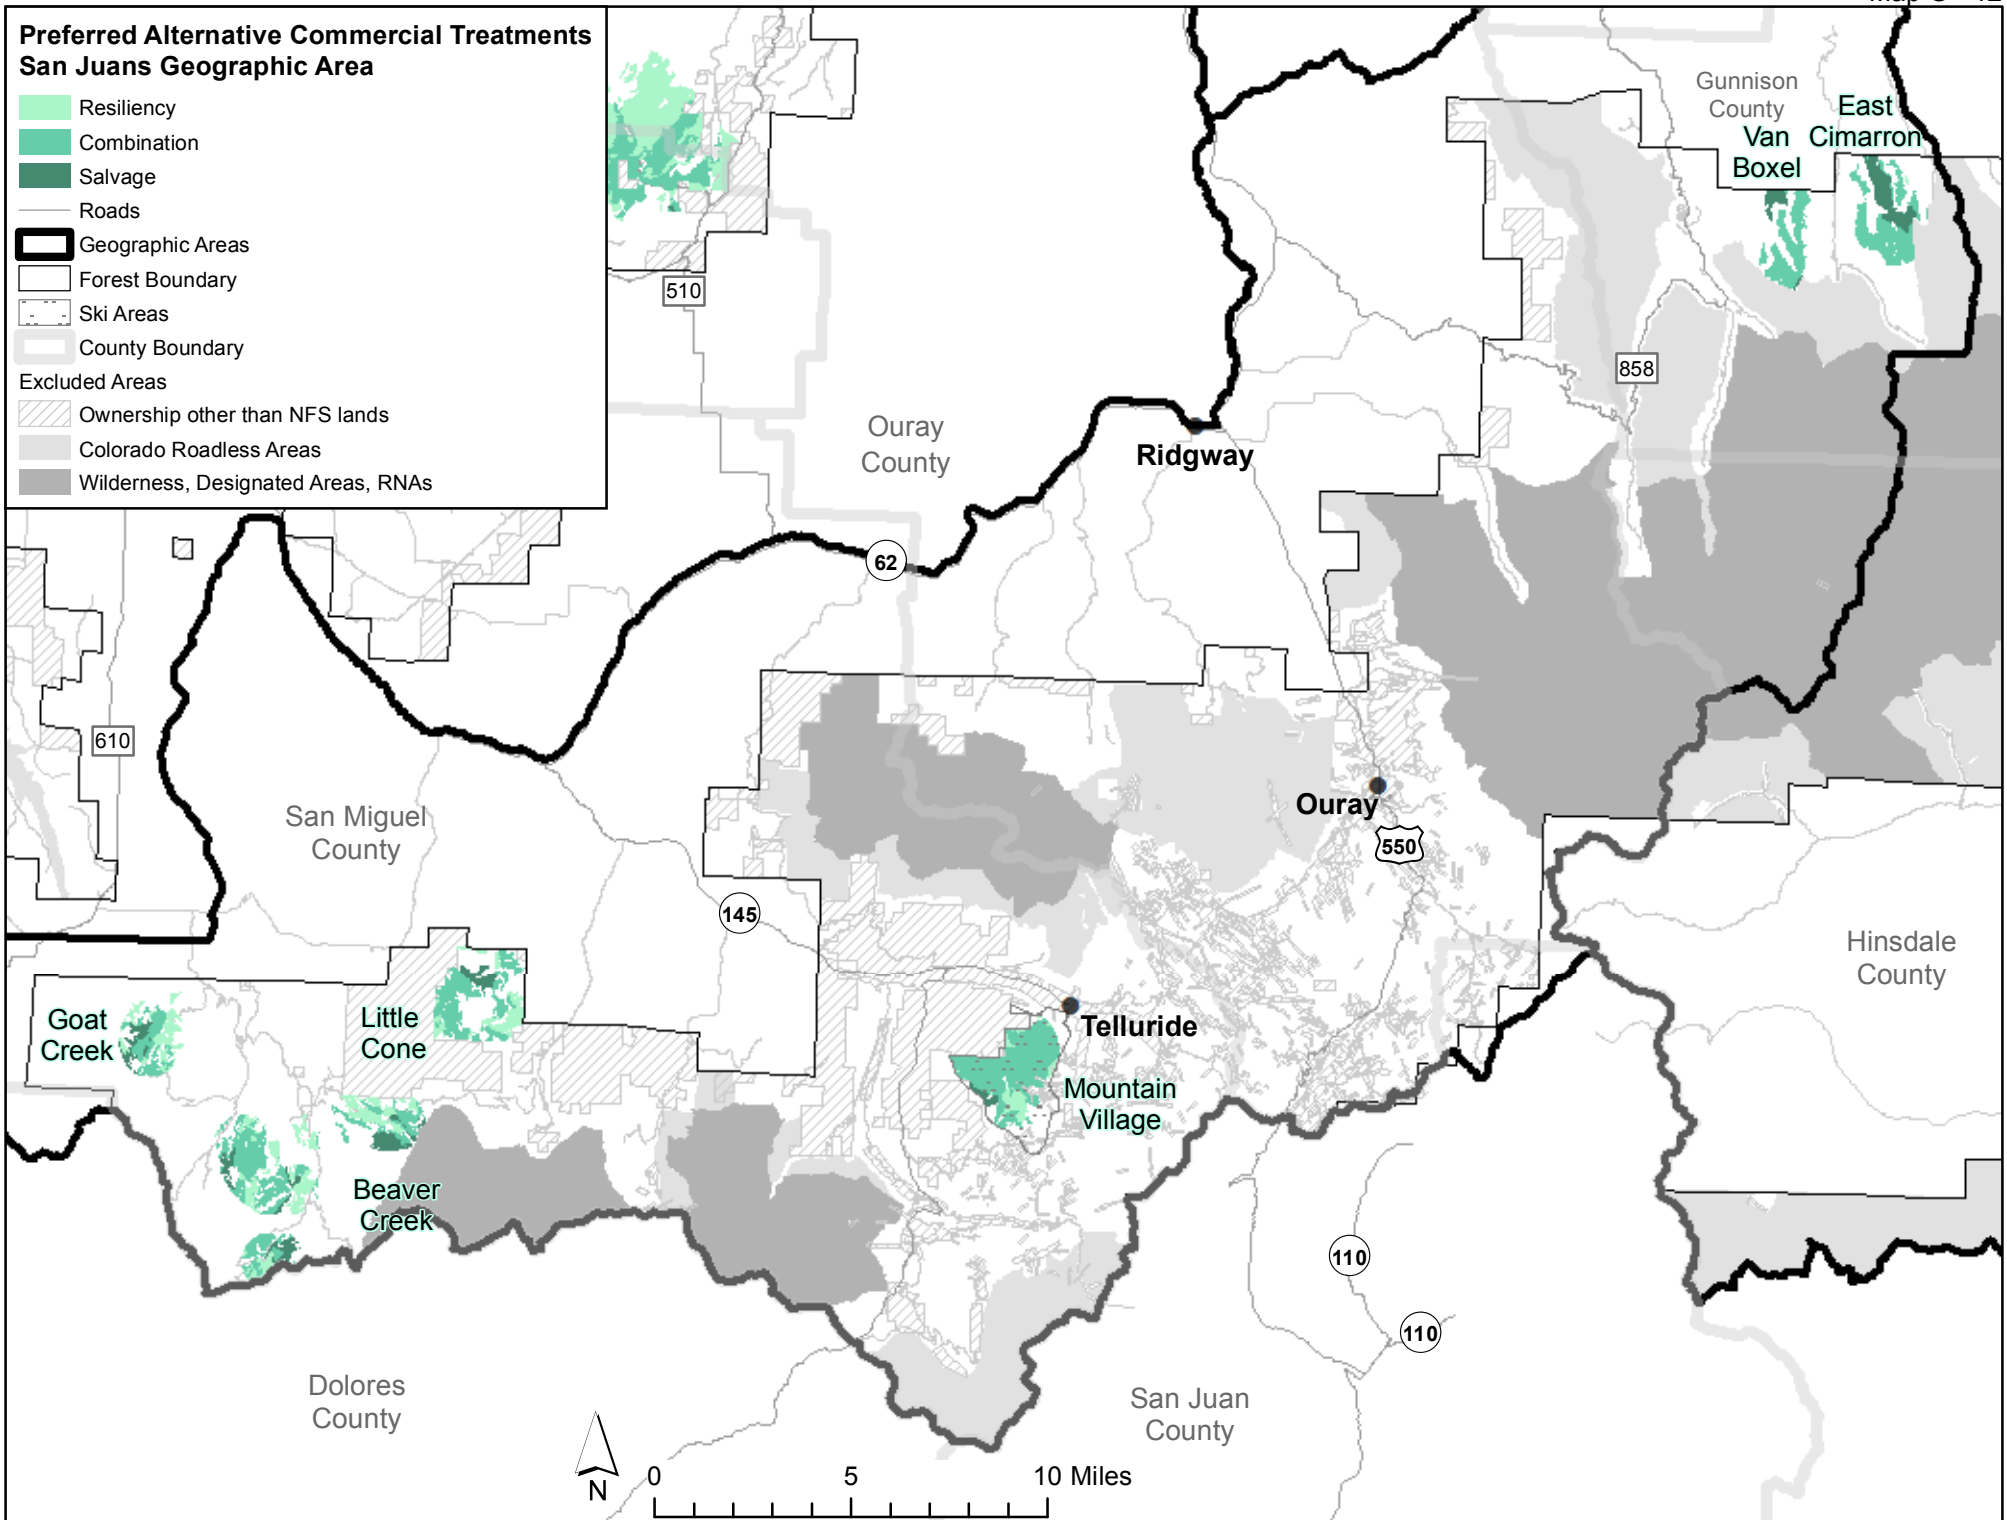 Preferred Alternative Commercial Treatments
San Juans Geographic Area
Resiliency
Combination
Salvage
Roads
Geographic Areas
Forest Boundary
Ski Areas
County Boundary
Excluded Areas
Ownership other than NFS lands
Colorado Roadless Areas
Wilderness, Designated Areas, RNAs
Gunnison
County
East
Cimarron
Van
Boxel
510
858
Ouray
County
Ridgway
62
610
San Miguel
County
Ouray
550
145
Hinsdale
County
Goat
Creek
Little
Cone
Telluride
Mountain
Village
Beaver
Creek
110
110
Dolores
County
San Juan
County
N
0 5 10 Miles